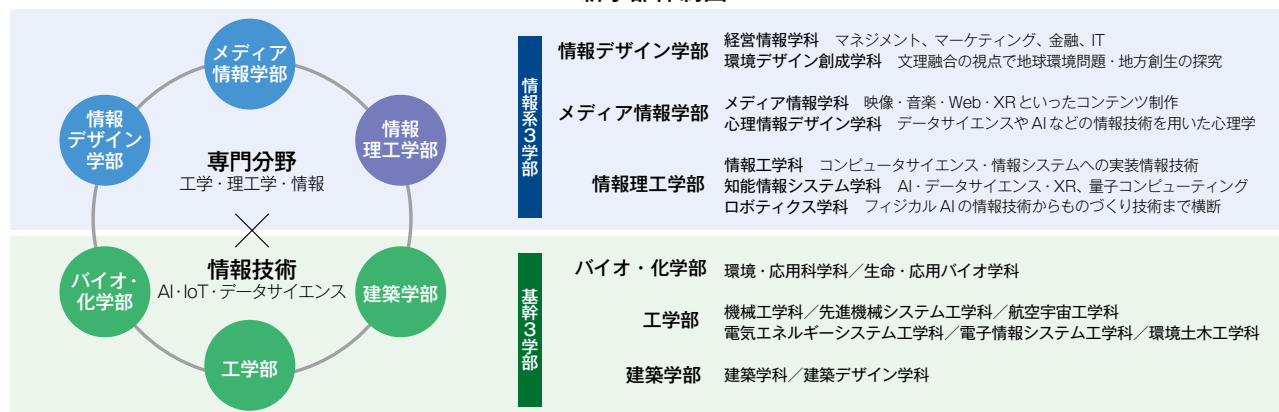 メディア
情報学部
情報
デザイン
学部
情報
理工学部
専門分野
工学・理工学・情報
情報技術
AI・IoT・データサイエンス
バイオ・
化学部
建築学部
工学部
情報系3学部
情報デザイン学部
経営情報学科 マネジメント、マーケティング、金融、IT
環境デザイン創成学科 文理融合の視点で地球環境問題・地方創生の探究
メディア情報学部
メディア情報学科 映像・音楽・Web・XRといったコンテンツ制作
心理情報デザイン学科 データサイエンスやAIなどの情報技術を用いた心理学
情報理工学部
情報工学科 コンピュータサイエンス・情報システムへの実装情報技術
知能情報システム学科 AI・データサイエンス・XR、量子コンピューティング
ロボティクス学科 フィジカルAIの情報技術からものづくり技術まで横断
基幹3学部
バイオ・化学部 環境・応用科学科／生命・応用バイオ学科
工学部
機械工学科／先進機械システム工学科／航空宇宙工学科
電気エネルギーシステム工学科／電子情報システム工学科／環境土木工学科
建築学部 建築学科／建築デザイン学科